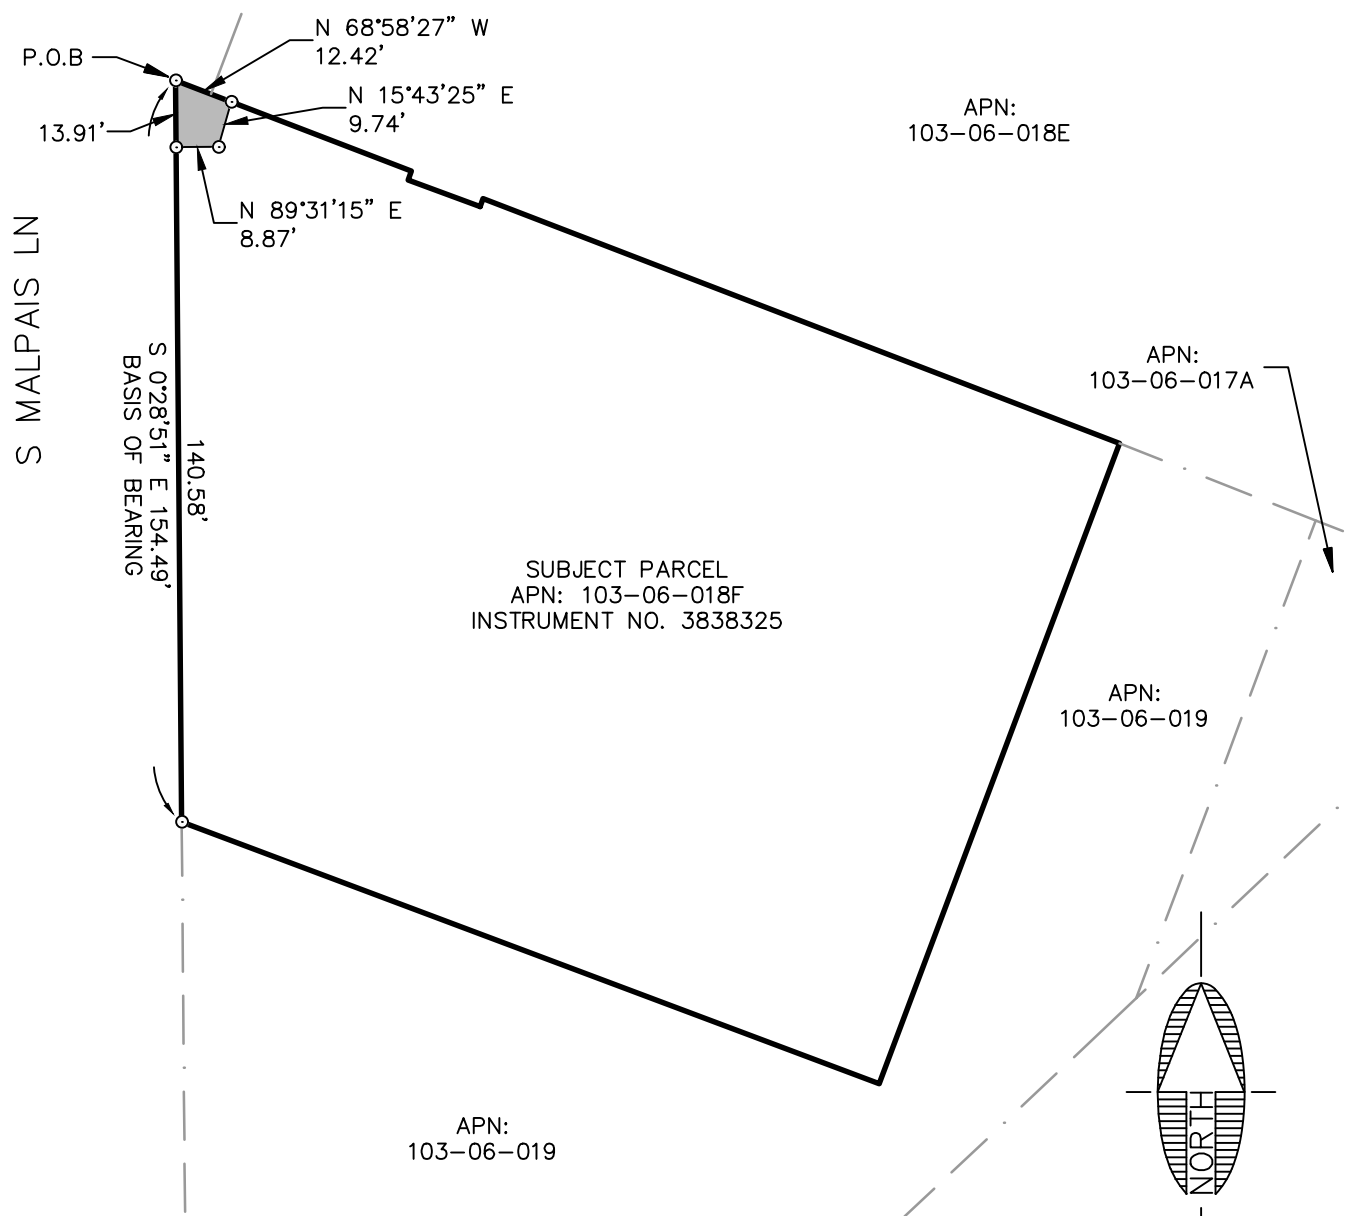 N 68°58'27" W
12.42'
P.O.B
N 15°43'25" E
9.74'
13.91'
N 89°31'15" E
8.87'
APN:
103-06-018E
S MALPAIS LN
APN:
103-06-017A
S 0°28'51" E 154.49'
BASIS OF BEARING
140.58'
SUBJECT PARCEL
APN: 103-06-018F
INSTRUMENT NO. 3838325
APN:
103-06-019
APN:
103-06-019
NORTH